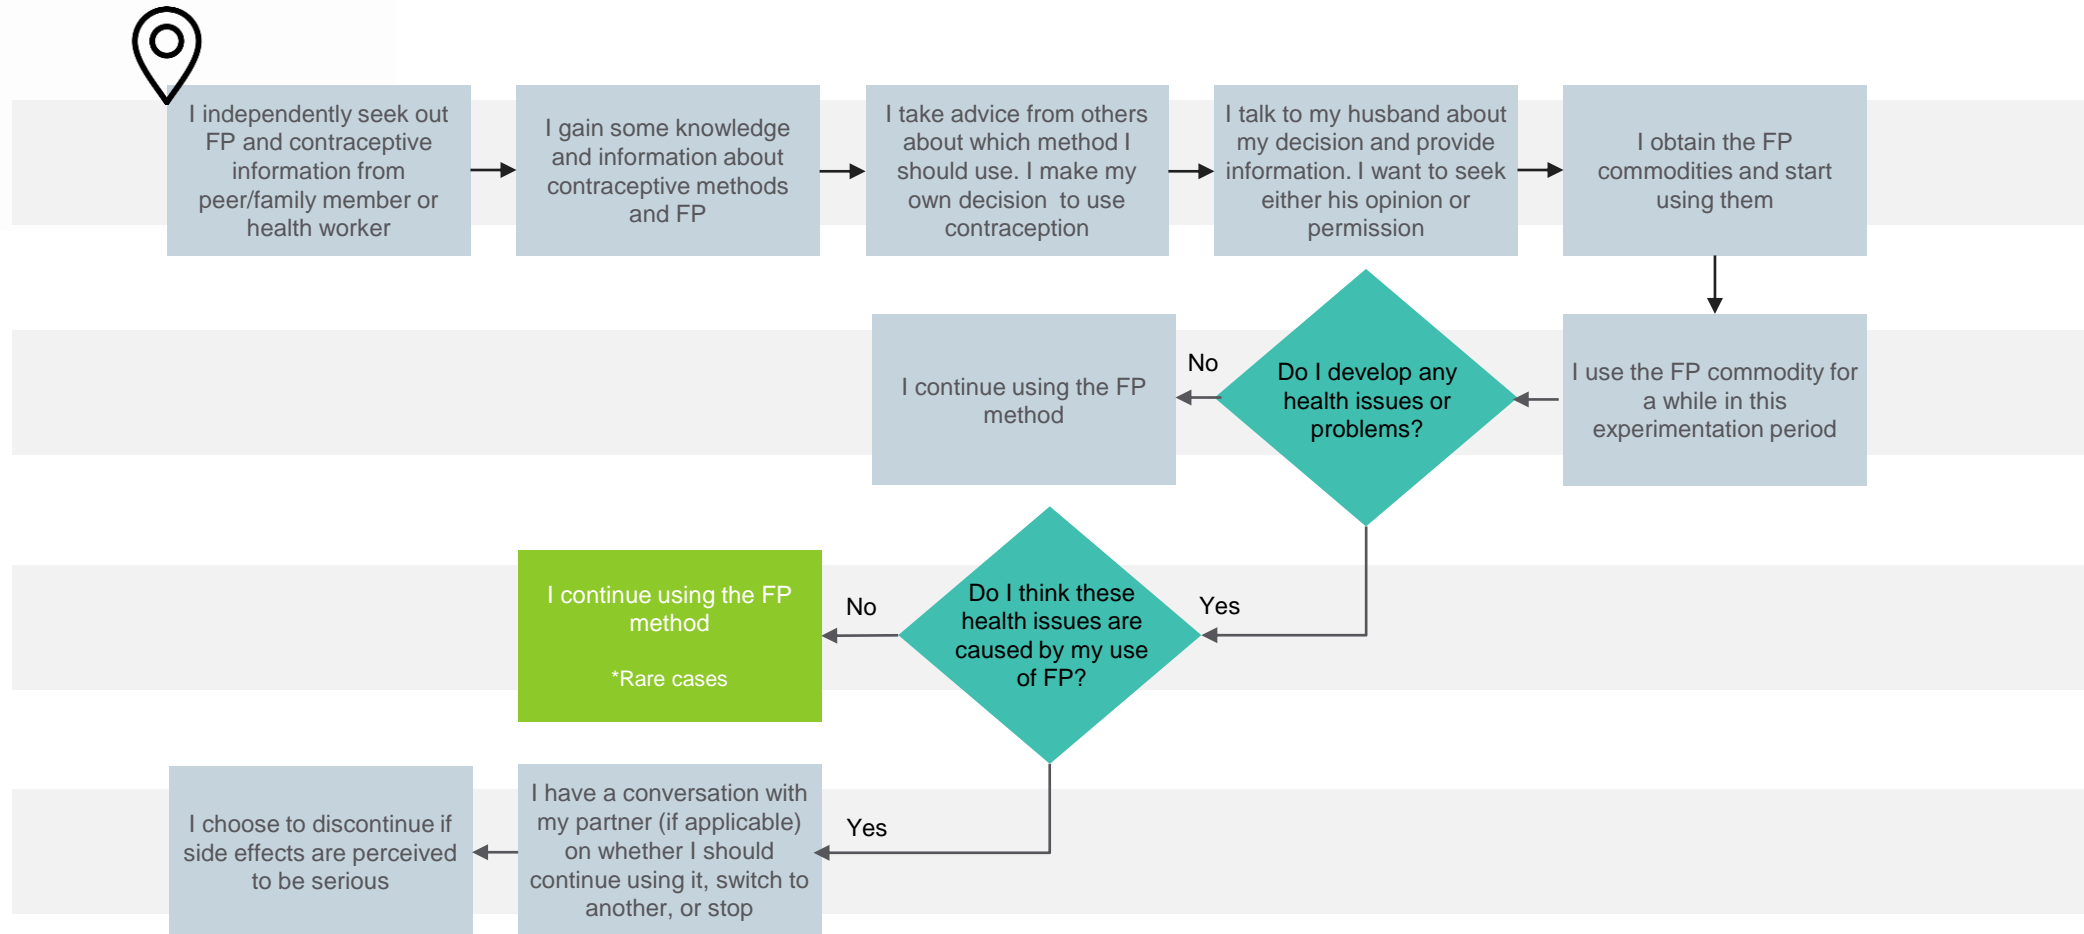 I independently seek out
FP and contraceptive
information from
peer/family member or
health worker
I gain some knowledge
and information about
contraceptive methods
and FP
I take advice from others
about which method I
should use. I make my
own decision  to use
contraception
I talk to my husband about
my decision and provide
information. I want to seek
either his opinion or
permission
I obtain the FP
commodities and start
using them
I use the FP commodity for
a while in this
experimentation period
Do I develop any
health issues or
problems?
No
I continue using the FP
method
Yes
Do I think these
health issues are
caused by my use
of FP?
No
I continue using the FP
method
*Rare cases
Yes
I have a conversation with
my partner (if applicable)
on whether I should
continue using it, switch to
another, or stop
I choose to discontinue if
side effects are perceived
to be serious